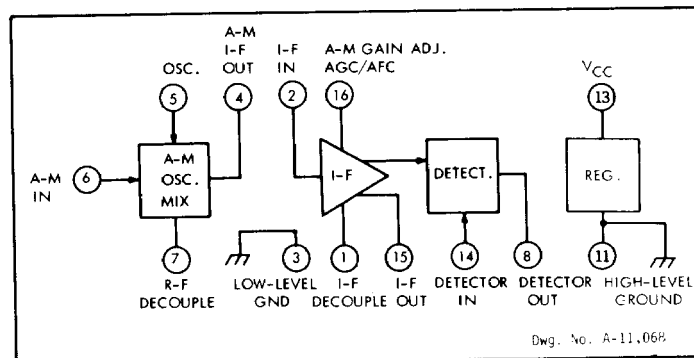 A-M
I-F
OUT
I-F
IN
A-M GAIN ADJ.
AGC/AFC
OSC.
VCC
5
4
2
16
13
A-M
IN
6
A-M
OSC.
MIX
I-F
DETECT.
REG.
7
3
1
15
14
8
11
R-F
DECOUPLE
LOW-LEVEL
GND
I-F
DECOUPLE
I-F
OUT
DETECTOR
IN
DETECTOR
OUT
HIGH-LEVEL
GROUND
Dwg. No. A-11,068